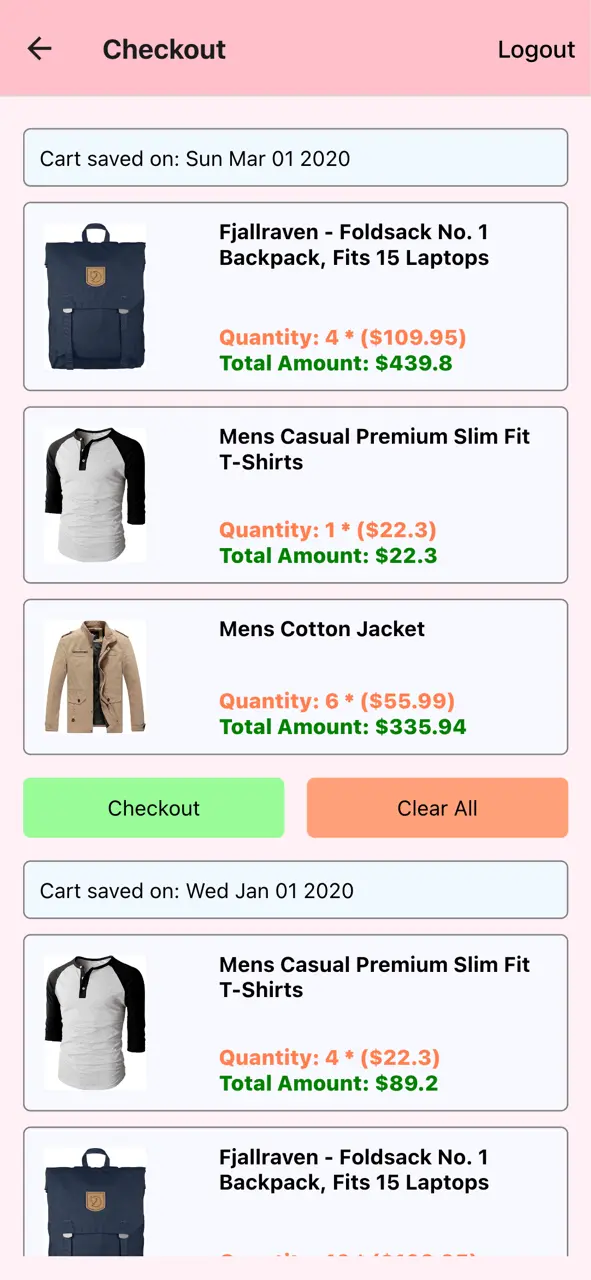 Checkout
Logout
Cart saved on: Sun Mar 01 2020
Fjallraven - Foldsack No. 1
Backpack, Fits 15 Laptops
Quantity: 4 * ($109.95)
Total Amount: $439.8
Mens Casual Premium Slim Fit
T-Shirts
Quantity: 1 * ($22.3)
Total Amount: $22.3
Mens Cotton Jacket
Quantity: 6 * ($55.99)
Total Amount: $335.94
Checkout
Clear All
Cart saved on: Wed Jan 01 2020
Mens Casual Premium Slim Fit
T-Shirts
Quantity: 4 * ($22.3)
Total Amount: $89.2
Fjallraven - Foldsack No. 1
Backpack, Fits 15 Laptops